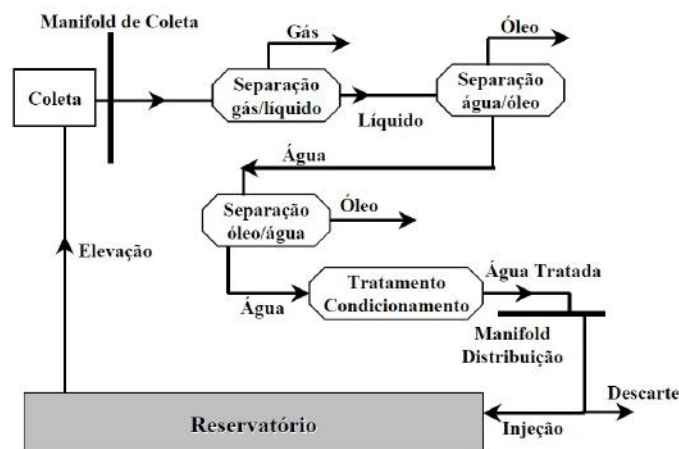 Manifold de Coleta
Gás
Óleo
Coleta
Separação
gás/líquido
Líquido
Separação
água/óleo
Água
Separação
óleo/água
Óleo
Elevação
Água
Tratamento
Condicionamento
Água Tratada
Manifold
Distribuição
Descarte
Injeção
Reservatório